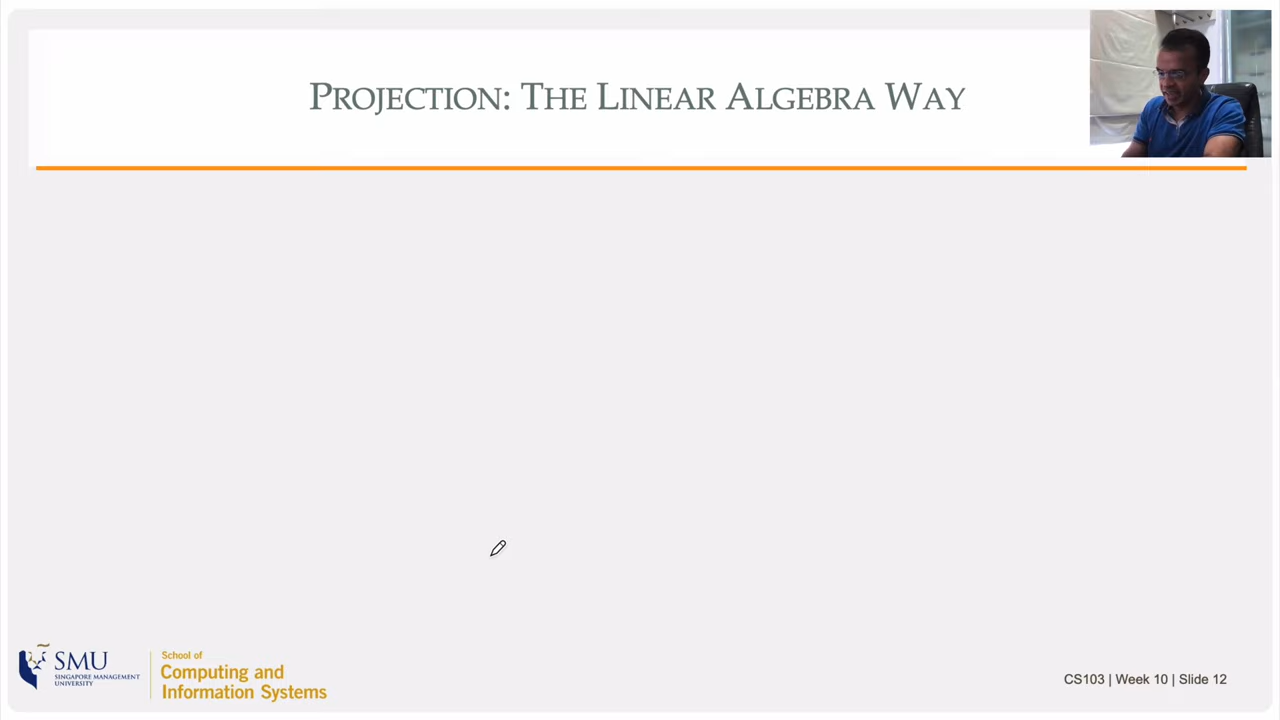 PROJECTION: THE LINEAR ALGEBRA WAY
SMU
SINGAPORE MANAGEMENT
UNIVERSITY
School of
Computing and
Information Systems
CS103 | Week 10 | Slide 12